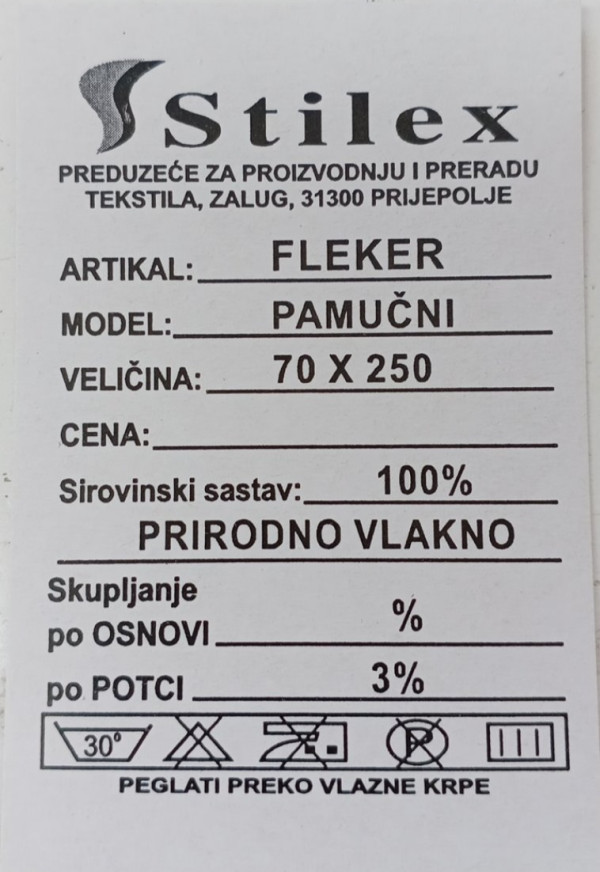 Stilex
PREDUZEĆE ZA PROIZVODNJU I PRERADU
TEKSTILA, ZALUG, 31300 PRIJEPOLJE
ARTIKAL: FLEKER
MODEL: PAMUČNI
VELIČINA: 70 X 250
CENA:
Sirovinski sastav: 100%
PRIRODNO VLAKNO
Skupljanje
po OSNOVI %
po POTCI 3%
30° P
PEGLATI PREKO VLAZNE KRPE